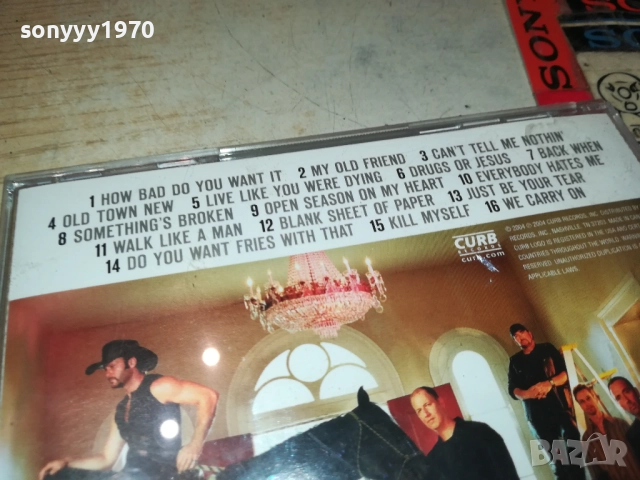 sonyyy1970
SONY
1 HOW BAD DO YOU WANT IT 2 MY OLD FRIEND 3 CAN'T TELL ME NOTHIN'
4 OLD TOWN NEW 5 LIVE LIKE YOU WERE DYING 6 DRUGS OR JESUS 7 BACK WHEN
8 SOMETHING'S BROKEN 9 OPEN SEASON ON MY HEART 10 EVERYBODY HATES ME
11 WALK LIKE A MAN 12 BLANK SHEET OF PAPER 13 JUST BE YOUR TEAR
14 DO YOU WANT FRIES WITH THAT 15 KILL MYSELF 16 WE CARRY ON
CURB
RECORDS
curb.com
APPLICABLE LAWS.
BAZAR